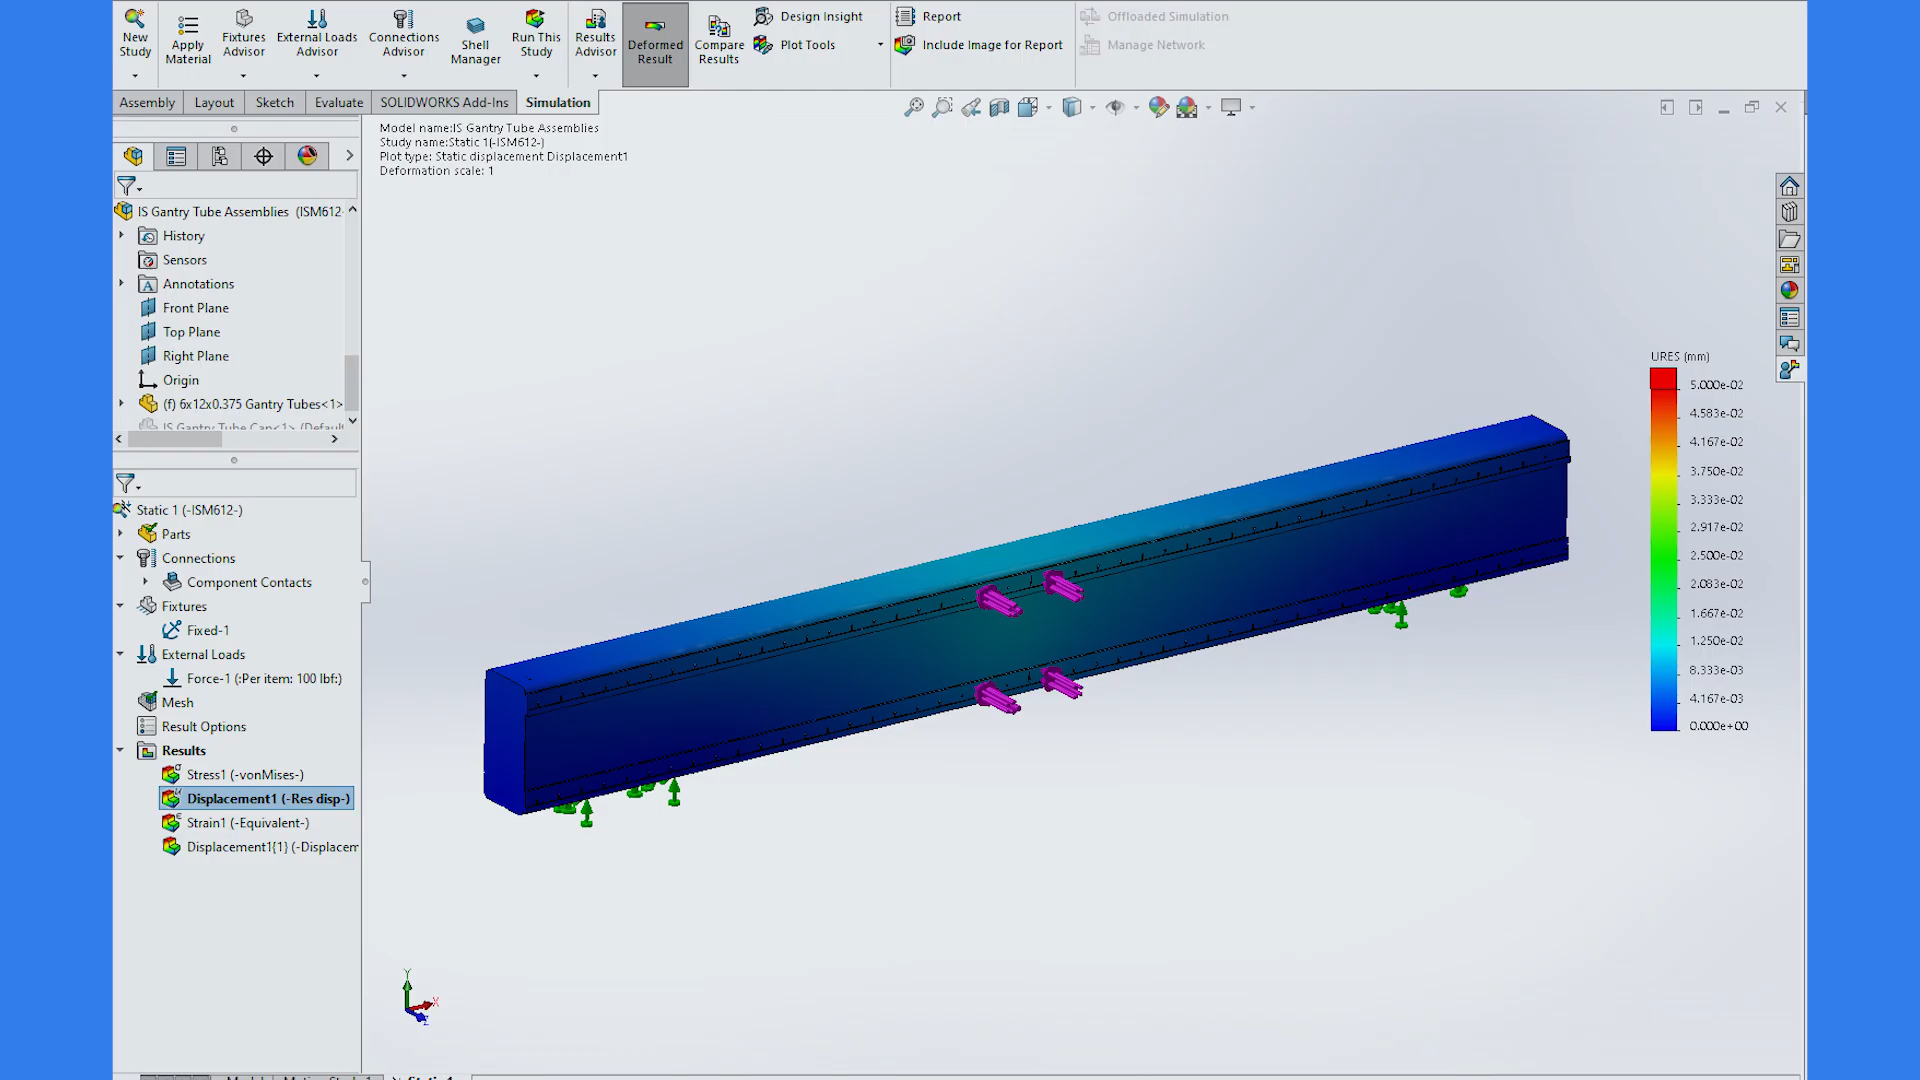 New Study
Apply Material
Fixtures Advisor
External Loads Advisor
Connections Advisor
Shell Manager
Run This Study
Results Advisor
Deformed Result
Compare Results
Design Insight
Plot Tools
Report
Include Image for Report
Offloaded Simulation
Manage Network
Assembly
Layout
Sketch
Evaluate
SOLIDWORKS Add-Ins
Simulation
Model name:IS Gantry Tube Assemblies
Study name:Static 1(-ISM612-)
Plot type: Static displacement Displacement1
Deformation scale: 1
IS Gantry Tube Assemblies (ISM612-
History
Sensors
Annotations
Front Plane
Top Plane
Right Plane
Origin
(f) 6x12x0.375 Gantry Tubes<1>
IS Gantry Tube Cap<1> (Default
Static 1 (-ISM612-)
Parts
Connections
Component Contacts
Fixtures
Fixed-1
External Loads
Force-1 (:Per item: 100 lbf:)
Mesh
Result Options
Results
Stress1 (-vonMises-)
Displacement1 (-Res disp-)
Strain1 (-Equivalent-)
Displacement1{1} (-Displacem
URES (mm)
5.000e-02
4.583e-02
4.167e-02
3.750e-02
3.333e-02
2.917e-02
2.500e-02
2.083e-02
1.667e-02
1.250e-02
8.333e-03
4.167e-03
0.000e+00
Y
X
Z